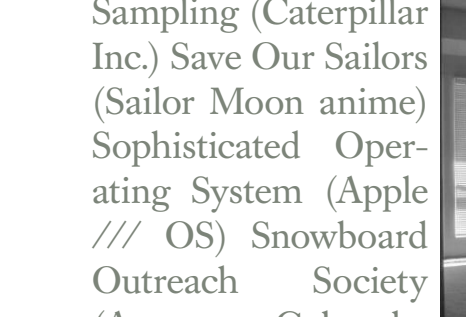 Sampling (Caterpillar
Inc.) Save Our Sailors
(Sailor Moon anime)
Sophisticated Oper-
ating System (Apple
/// OS) Snowboard
Outreach Society